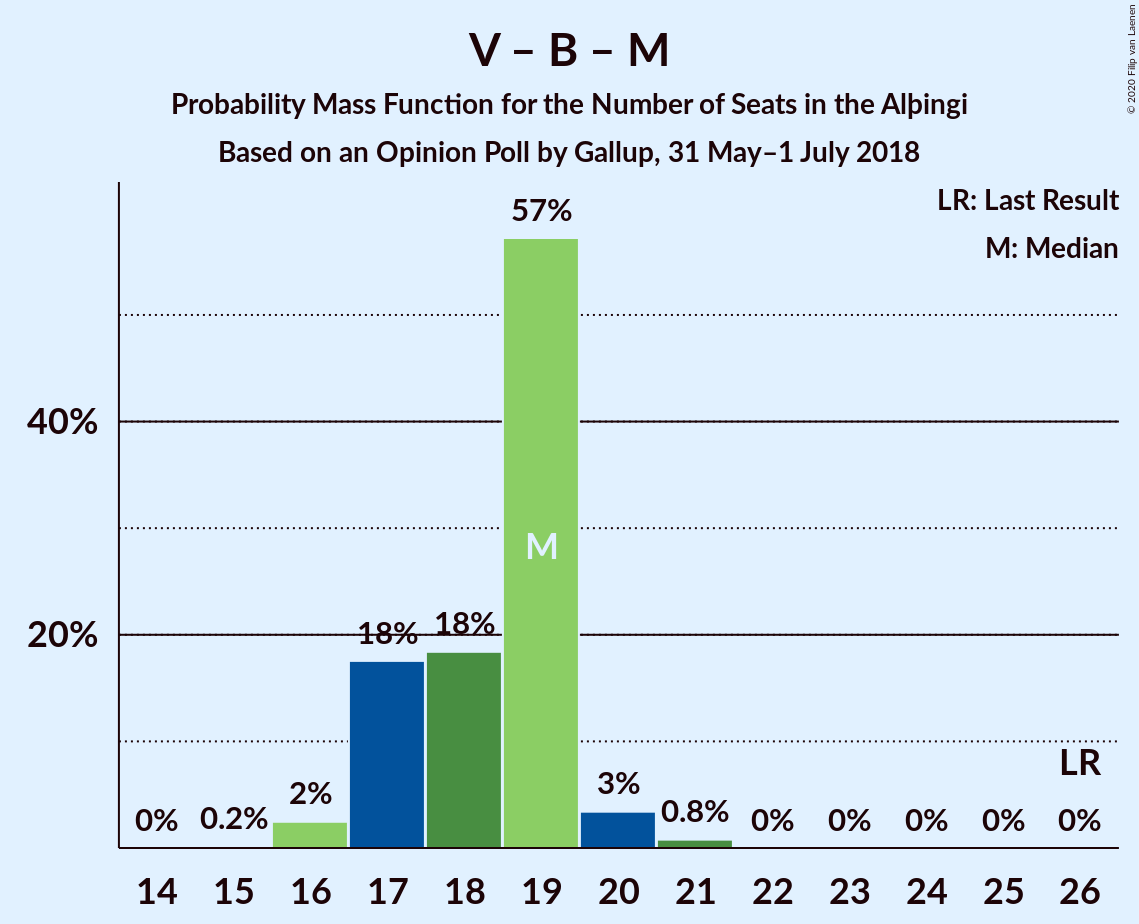 V – B – M
Probability Mass Function for the Number of Seats in the Alþingi
Based on an Opinion Poll by Gallup, 31 May–1 July 2018
© 2020 Filip van Laenen
LR: Last Result
M: Median
57%
40%
M
20%
18%
18%
LR
0%
0.2%
2%
3%
0.8%
0%
0%
0%
0%
0%
14 15 16 17 18 19 20 21 22 23 24 25 26